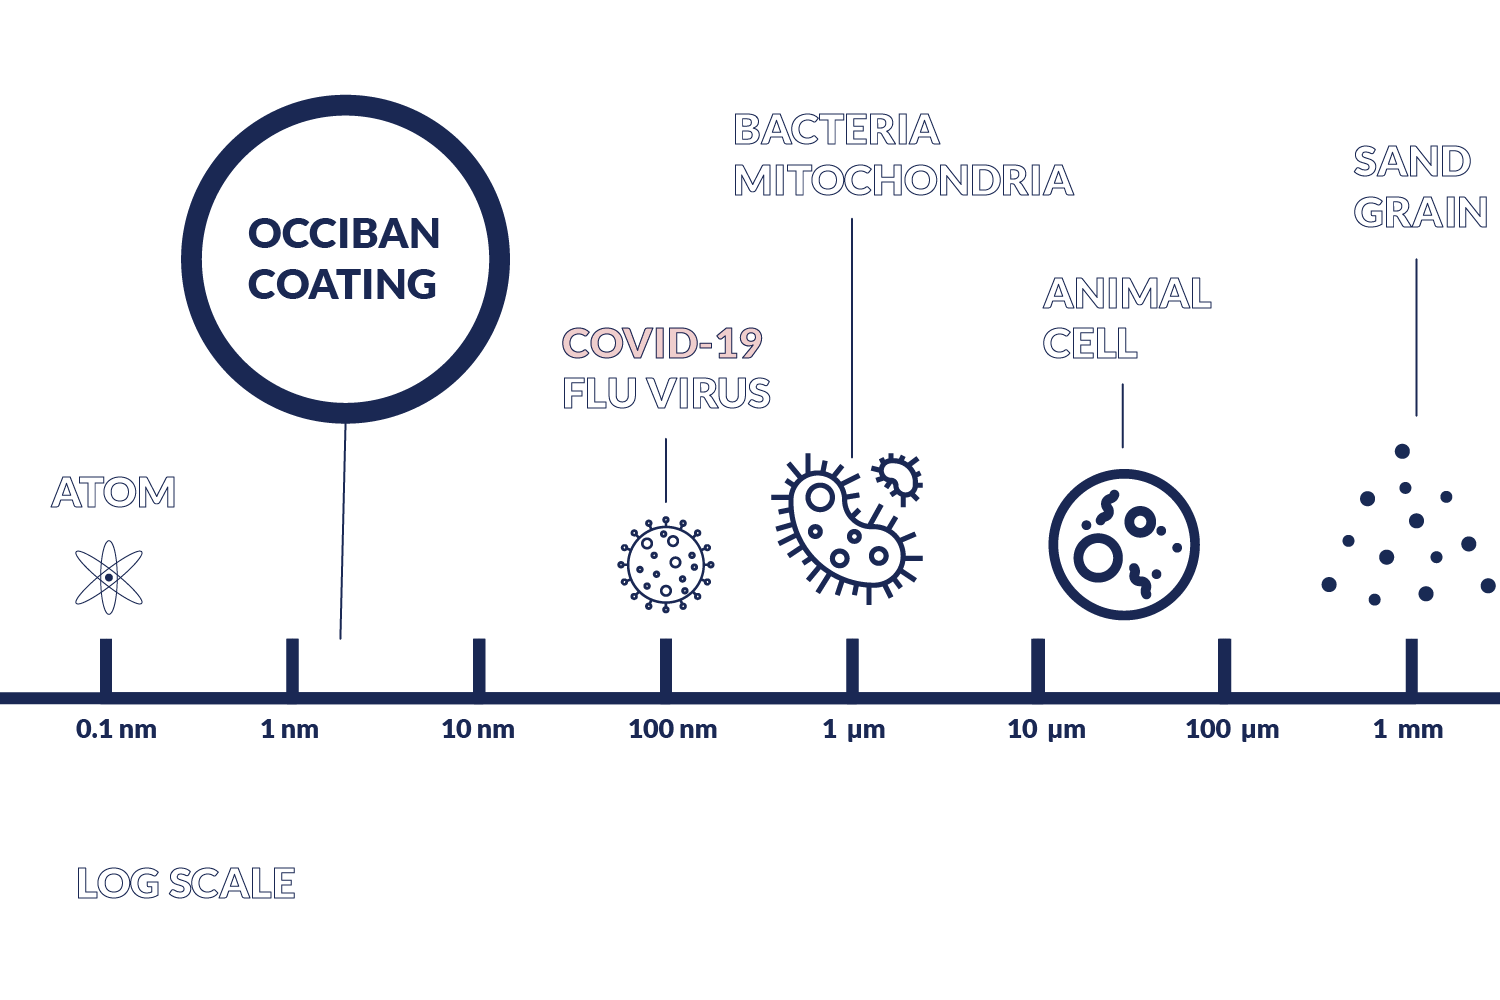 BACTERIA
MITOCHONDRIA
SAND
GRAIN
OCCIBAN
COATING
ANIMAL
CELL
COVID-19
FLU VIRUS
ATOM
0.1 nm
1 nm
10 nm
100 nm
1 µm
10 µm
100 µm
1 mm
LOG SCALE